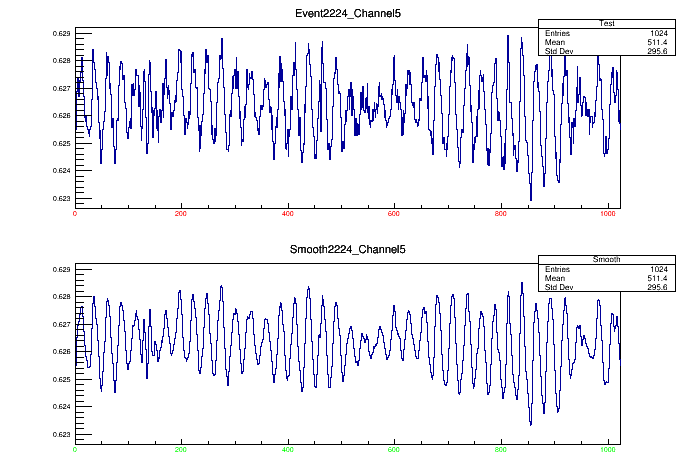 Event2224_Channel5
Test
Entries 1024
Mean 511.4
Std Dev 295.6
0.629
0.628
0.627
0.626
0.625
0.624
0.623
0 200 400 600 800 1000
Smooth2224_Channel5
Smooth
Entries 1024
Mean 511.4
Std Dev 295.6
0.629
0.628
0.627
0.626
0.625
0.624
0.623
0 200 400 600 800 1000